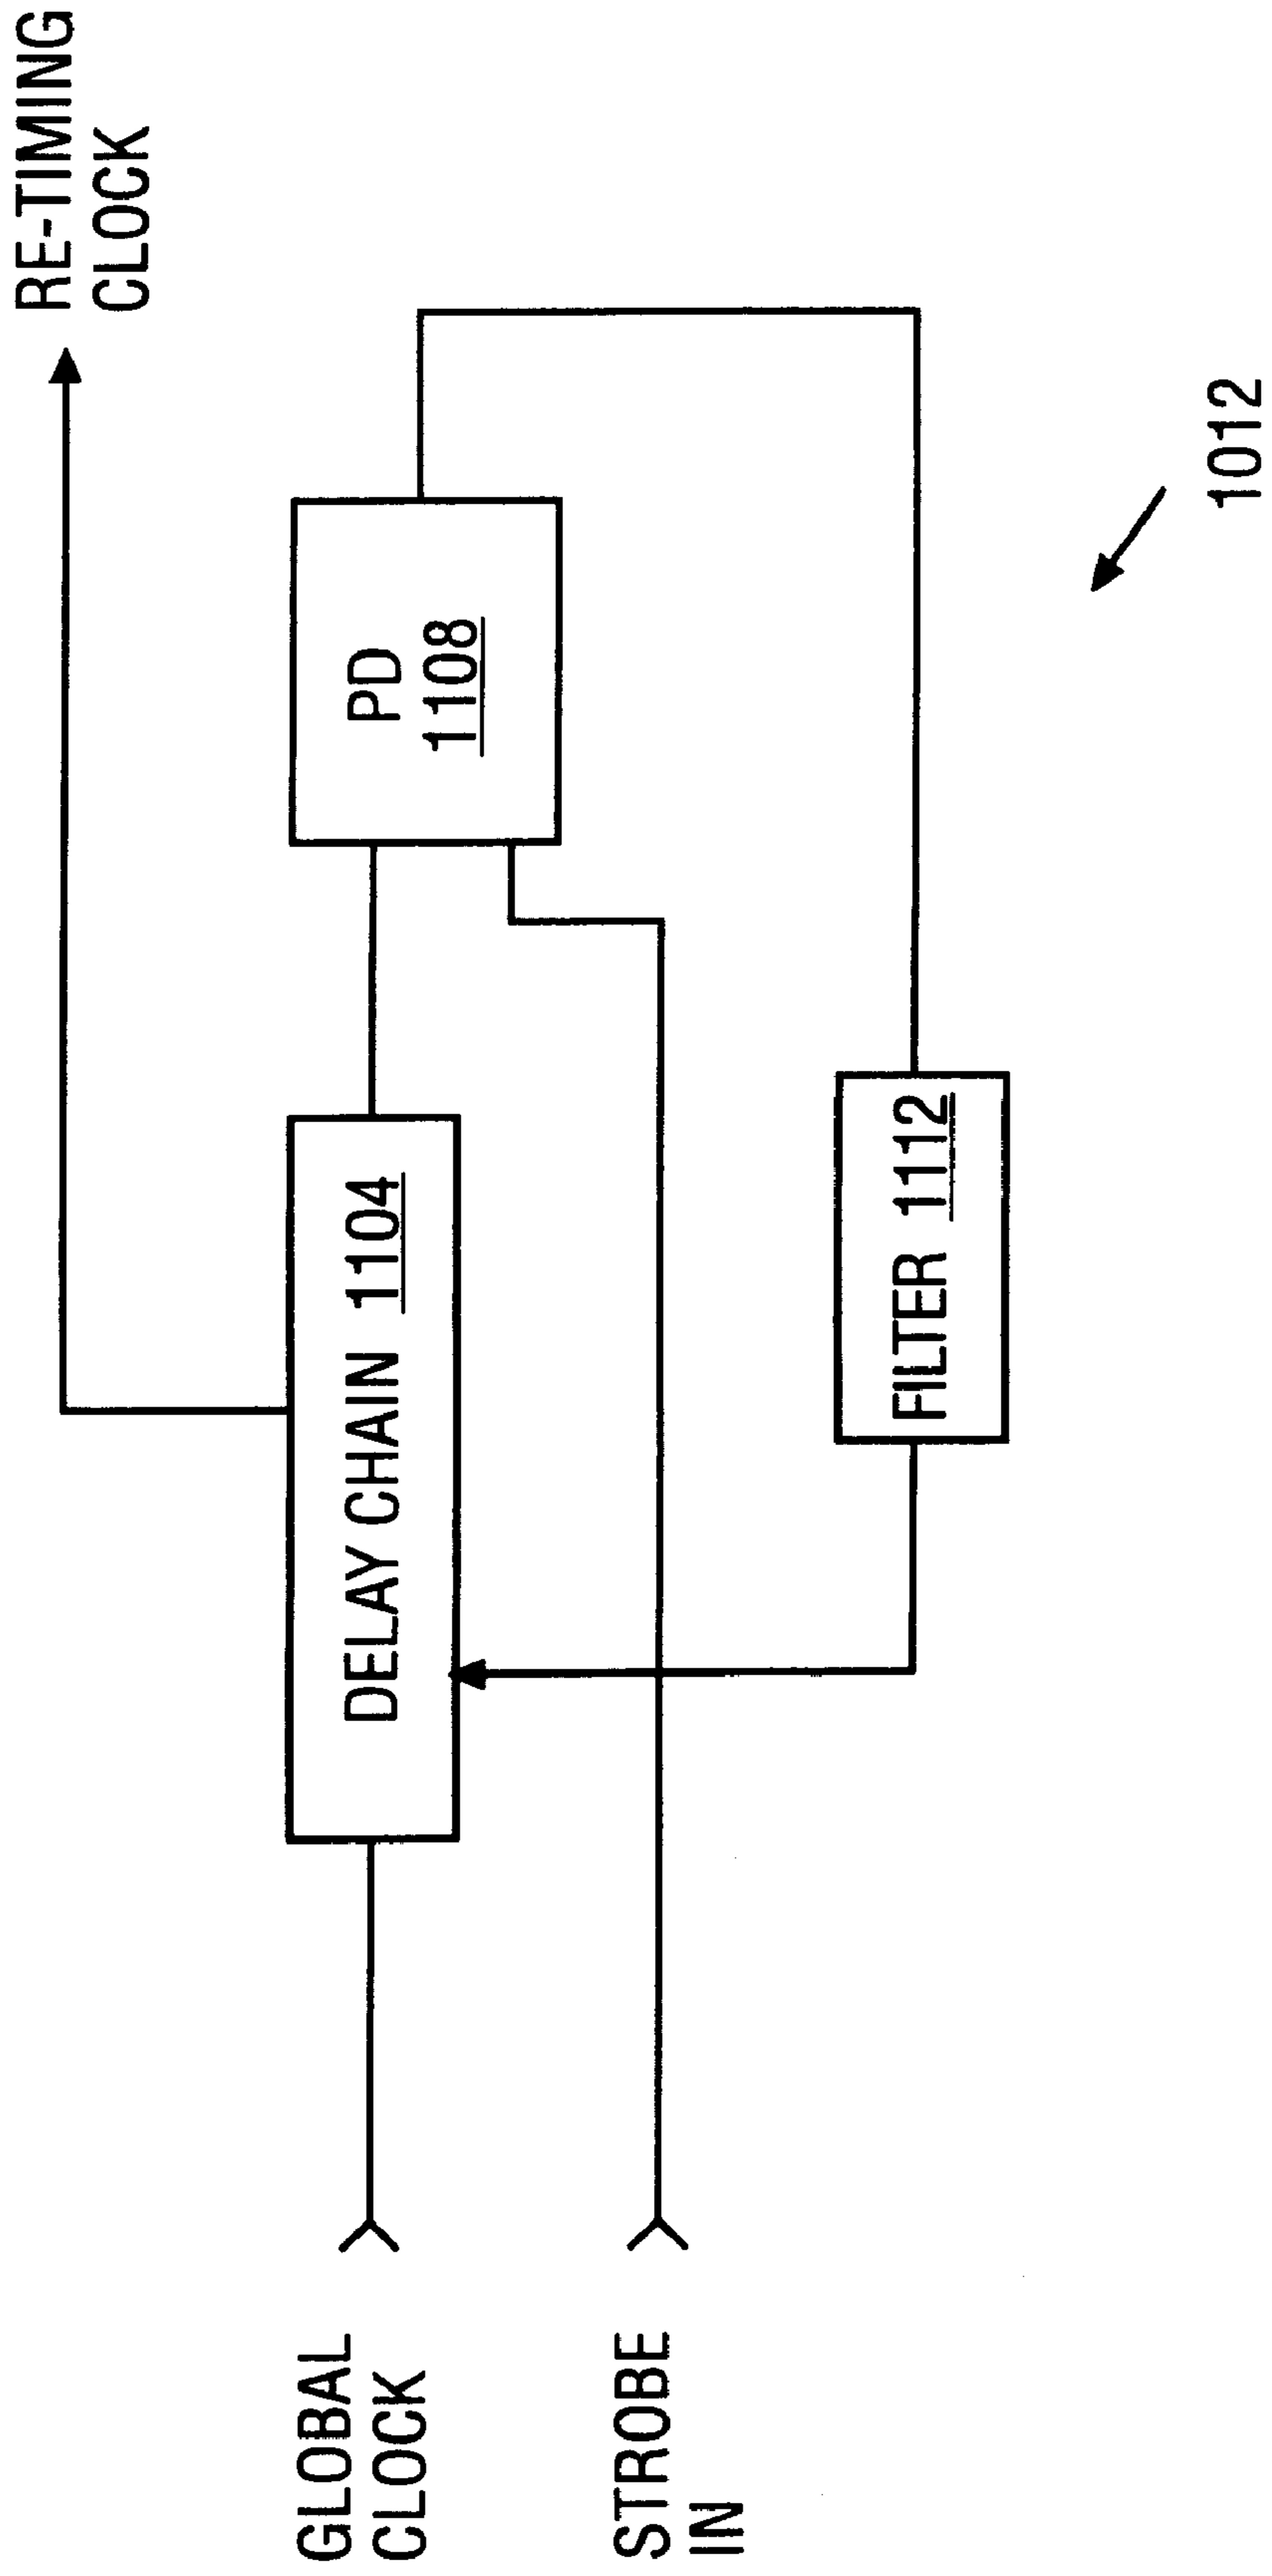 RE-TIMING
CLOCK
GLOBAL
CLOCK
DELAY CHAIN 1104
PD
1108
STROBE
IN
FILTER 1112
1012